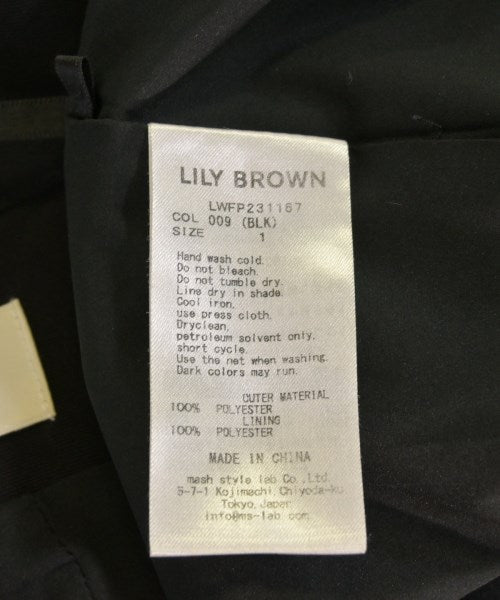 LILY BROWN
LWFP231167
COL 009 (BLK)
SIZE 1
Hand wash cold.
Do not bleach.
Do not tumble dry.
Line dry in shade.
Cool iron.
use press cloth.
Dryclean,
petroleum solvent only.
short cycle.
Use the net when washing.
Dark colors may run.
OUTER MATERIAL
100% POLYESTER
LINING
100% POLYESTER
MADE IN CHINA
mash style lab Co.,Ltd.
5-7-1 Kojimachi,Chiyoda-ku
Tokyo,Japan
info@ms-lab.com